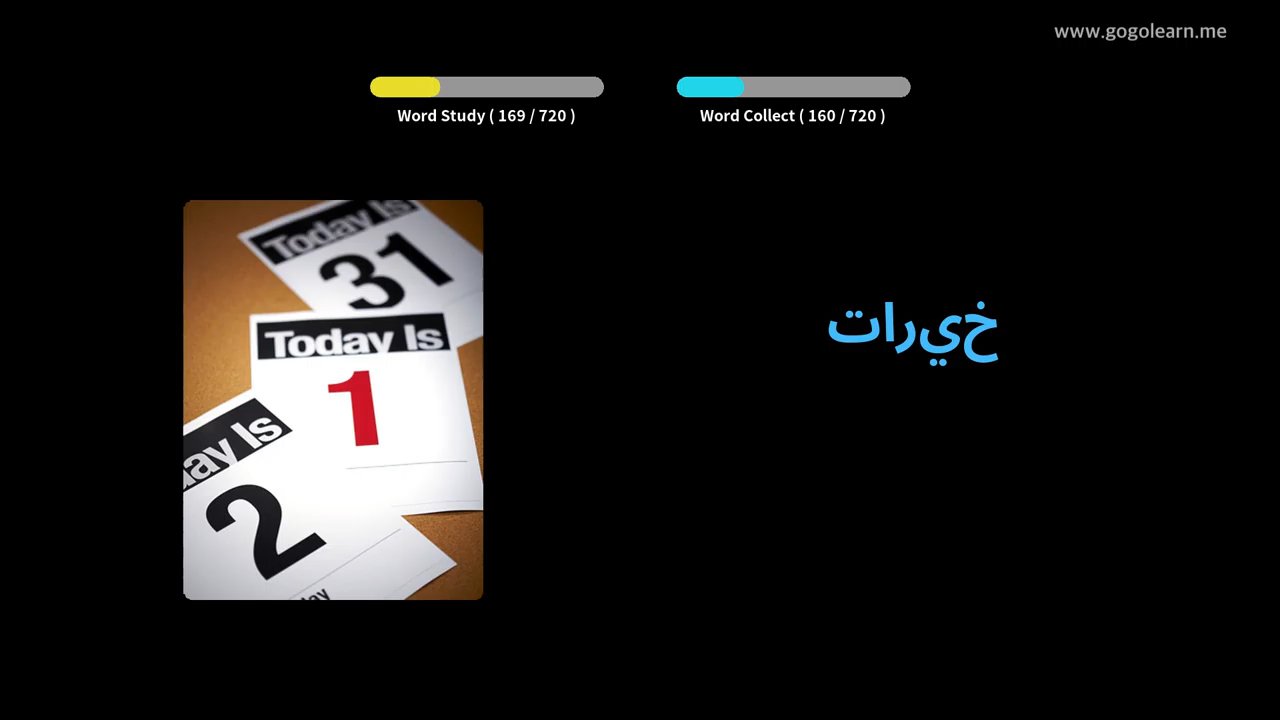 www.gogolearn.me
Word Study ( 169 / 720 )
Word Collect ( 160 / 720 )
Today Is
31
Today Is
1
ay Is
2
خيرات